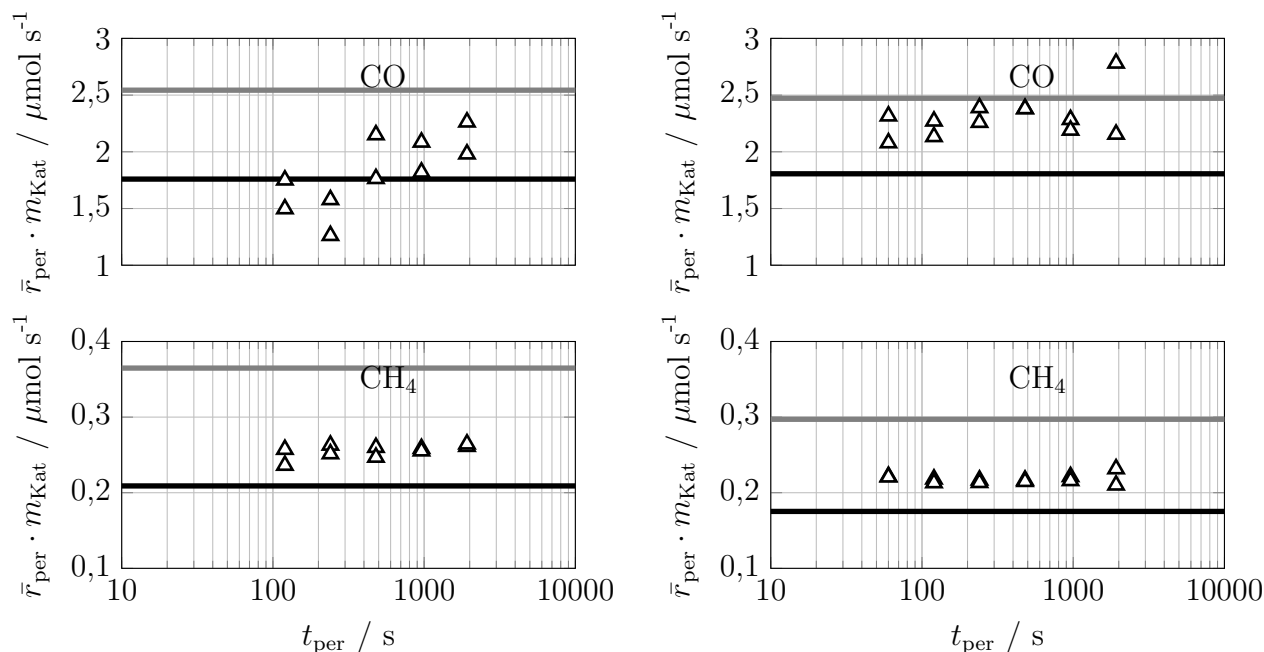 3
2,5
2
1,5
1
CO
r̄per · mKat / μmol s-1
3
2,5
2
1,5
1
CO
r̄per · mKat / μmol s-1
0,4
0,3
0,2
0,1
CH4
r̄per · mKat / μmol s-1
10 100 1000 10000
tper / s
0,4
0,3
0,2
0,1
CH4
r̄per · mKat / μmol s-1
10 100 1000 10000
tper / s